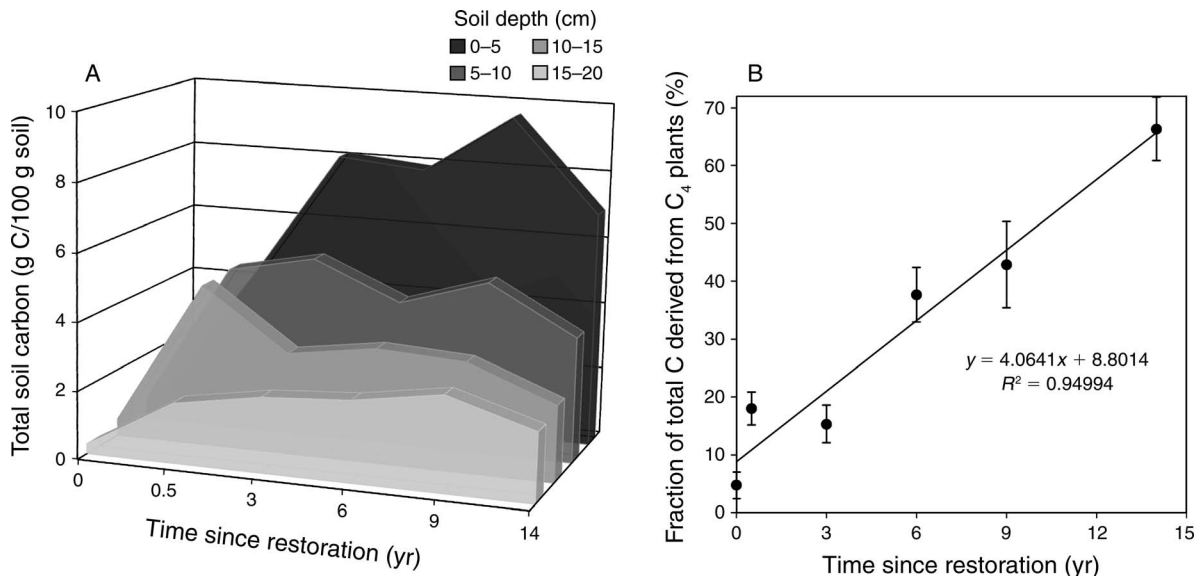 Soil depth (cm)
0–5 10–15
5–10 15–20
A
Total soil carbon (g C/100 g soil)
10
8
6
4
2
0
0 0.5 3 6 9 14
Time since restoration (yr)
B
Fraction of total C derived from C₄ plants (%)
70
60
50
40
30
20
10
0
y = 4.0641x + 8.8014
R² = 0.94994
0 3 6 9 12 15
Time since restoration (yr)